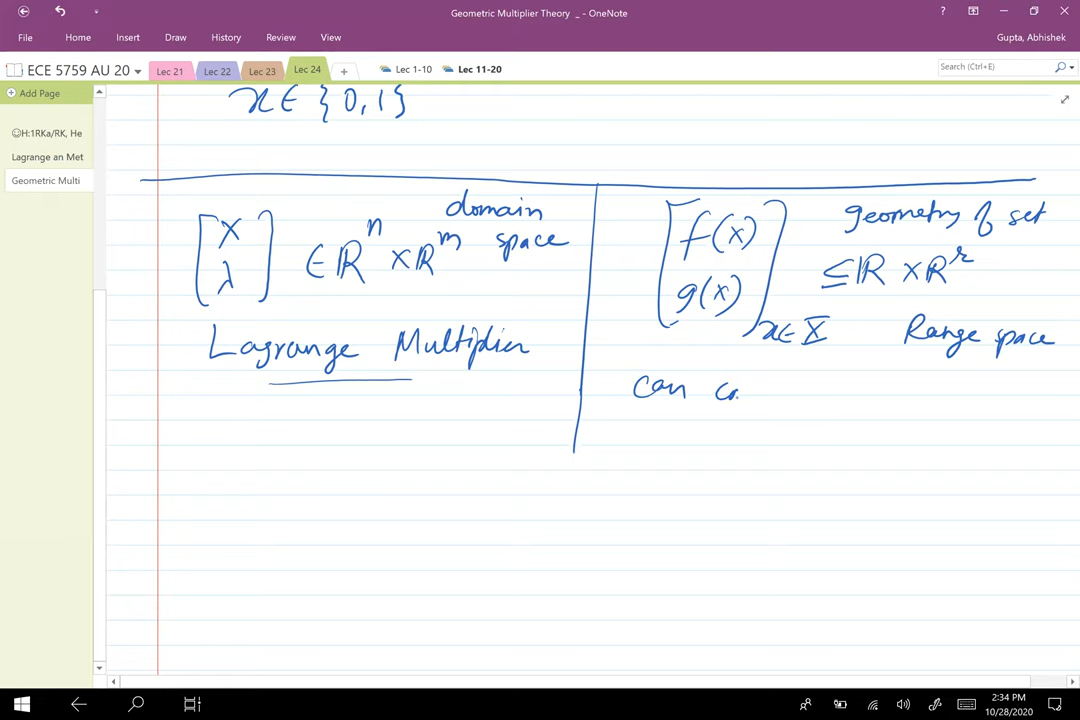 Geometric Multiplier Theory _ - OneNote
? Gupta, Abhishek
File Home Insert Draw History Review View
ECE 5759 AU 20 Lec 21 Lec 22 Lec 23 Lec 24 + Lec 1-10 Lec 11-20 Search (Ctrl+E)
Add Page
☺H:1RKa/RK, He
Lagrange an Met
Geometric Multi
x ∈ {0,1}
[x λ] ∈ ℝⁿ × ℝᵐ
domain
space
Lagrange Multiplier
[f(x) g(x)] x∈X
geometry of set
⊆ ℝ × ℝʳ
Range space
can
2:34 PM
10/28/2020